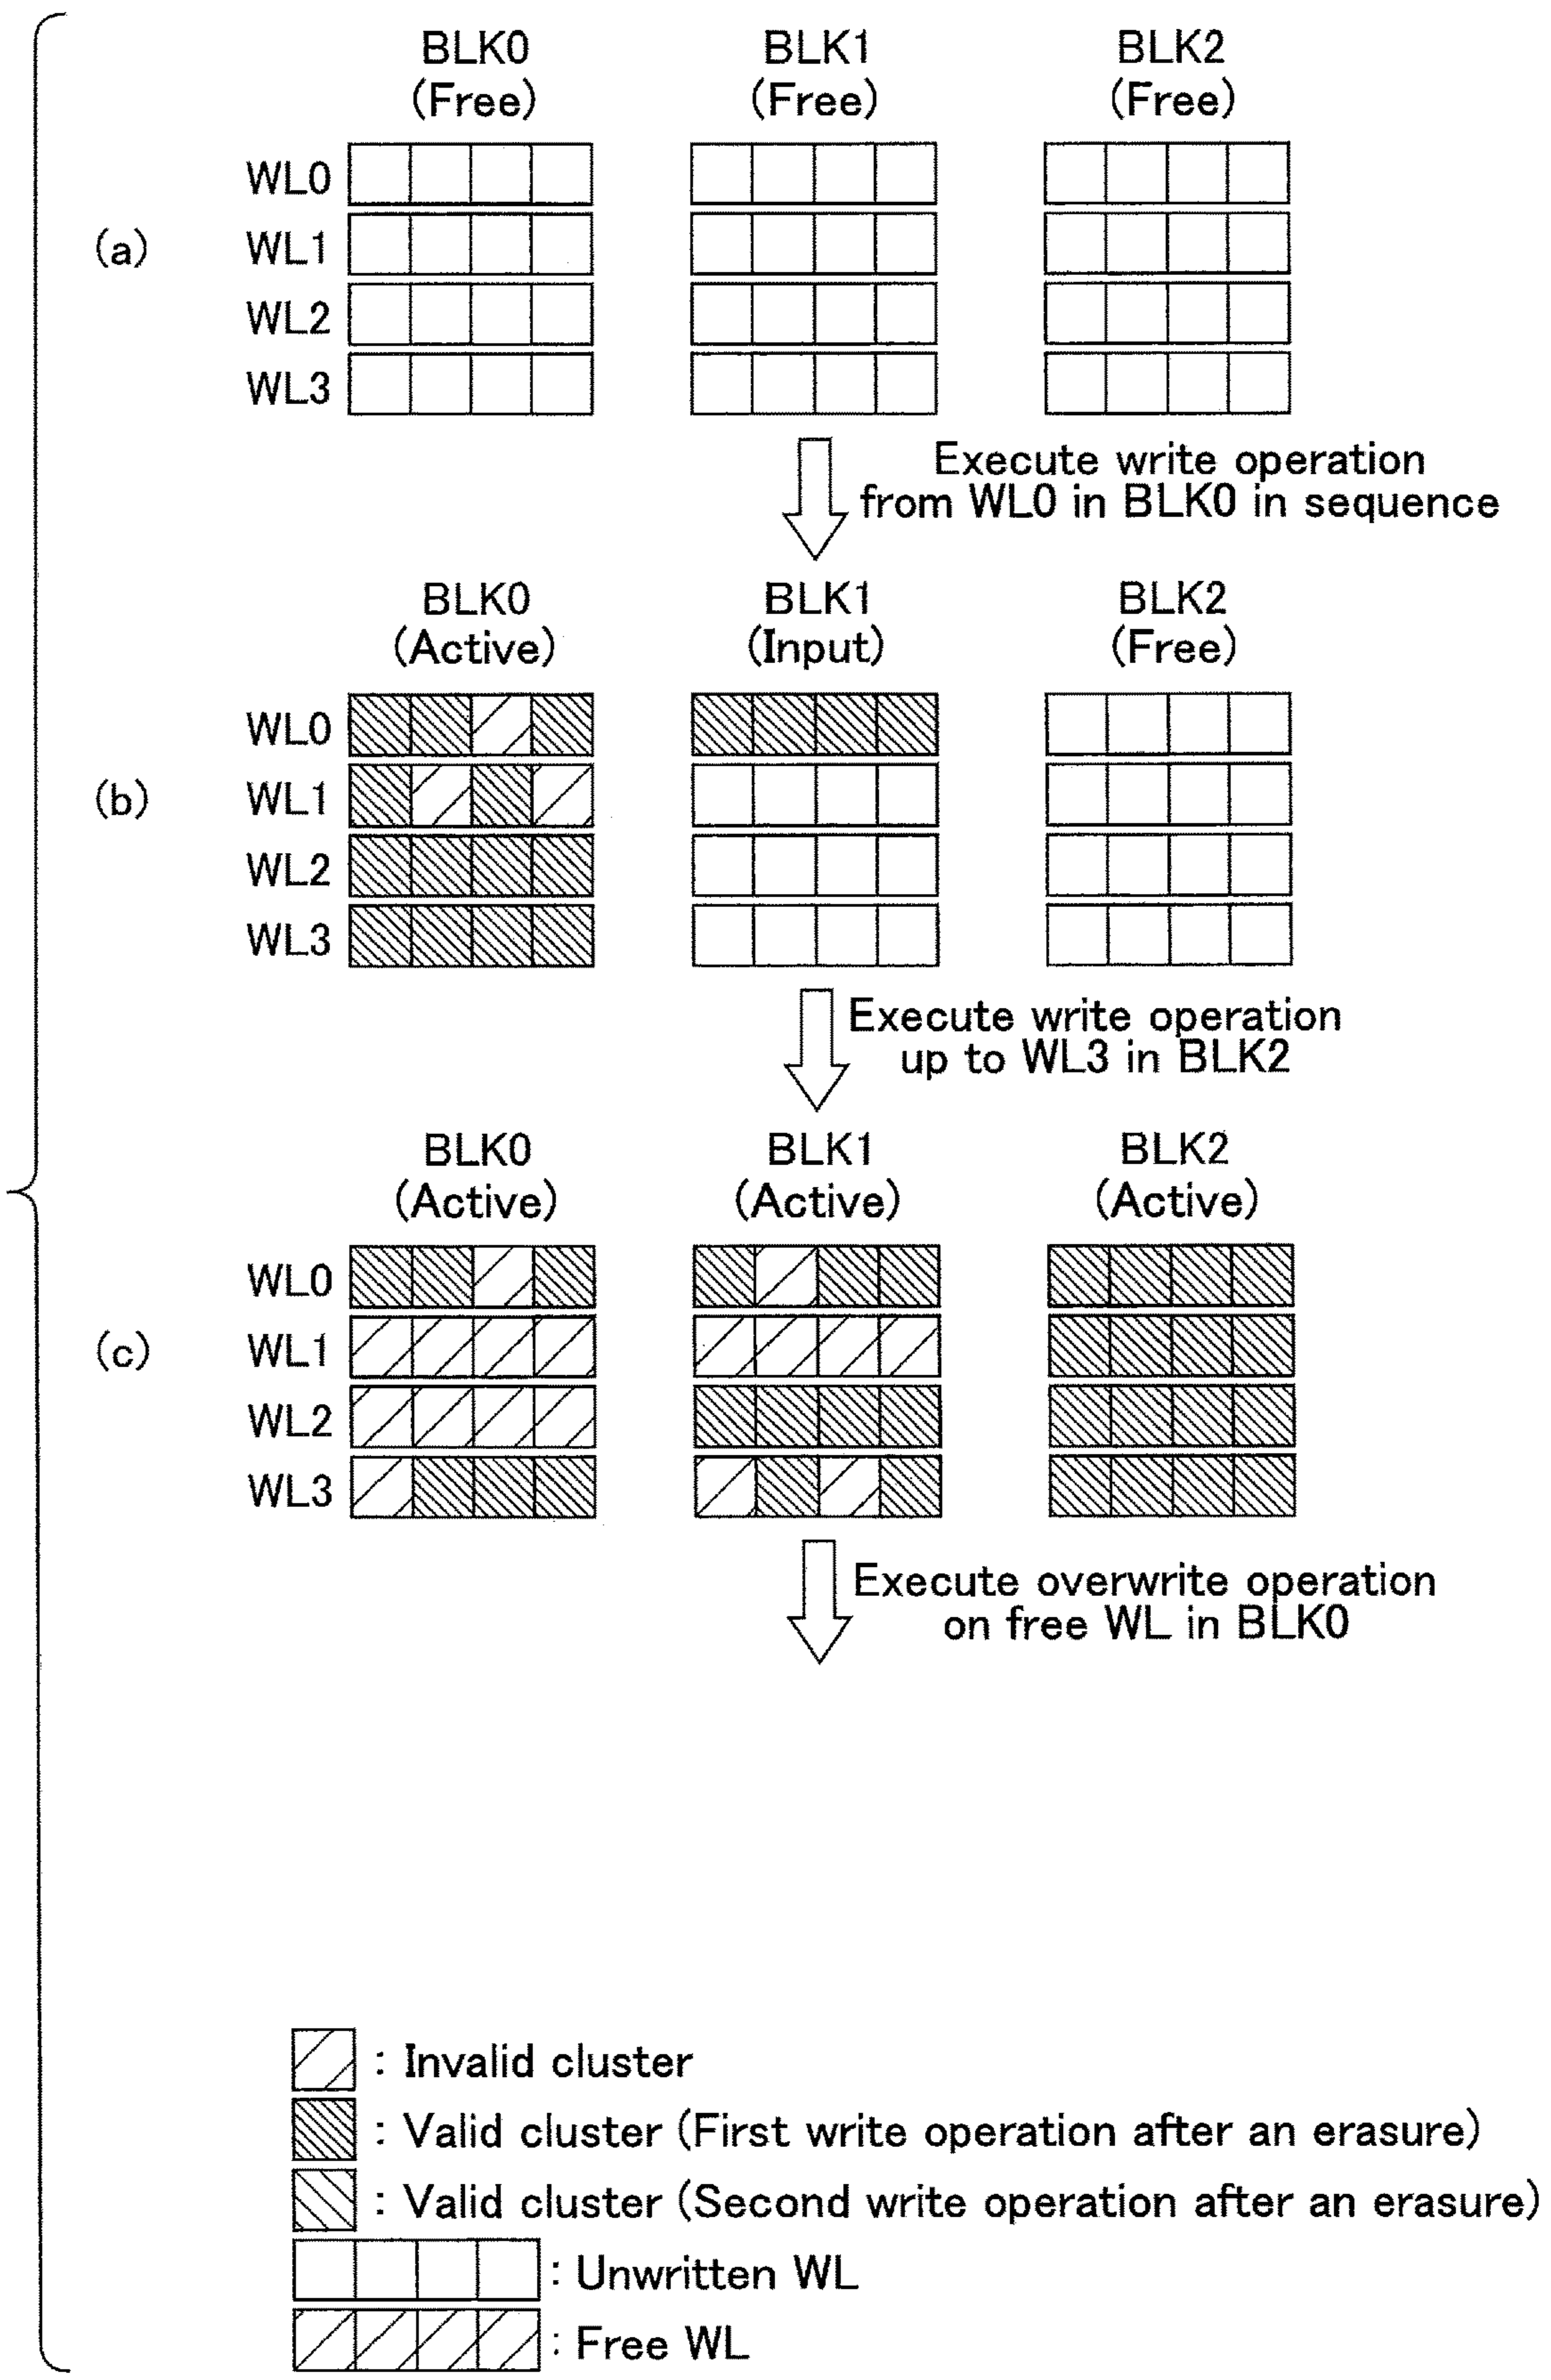 BLK0 BLK1 BLK2
(Free) (Free) (Free)
WL0
(a) WL1
WL2
WL3
Execute write operation
from WL0 in BLK0 in sequence
BLK0 BLK1 BLK2
(Active) (Input) (Free)
WL0
(b) WL1
WL2
WL3
Execute write operation
up to WL3 in BLK2
BLK0 BLK1 BLK2
(Active) (Active) (Active)
WL0
(c) WL1
WL2
WL3
Execute overwrite operation
on free WL in BLK0
: Invalid cluster
: Valid cluster (First write operation after an erasure)
: Valid cluster (Second write operation after an erasure)
: Unwritten WL
: Free WL